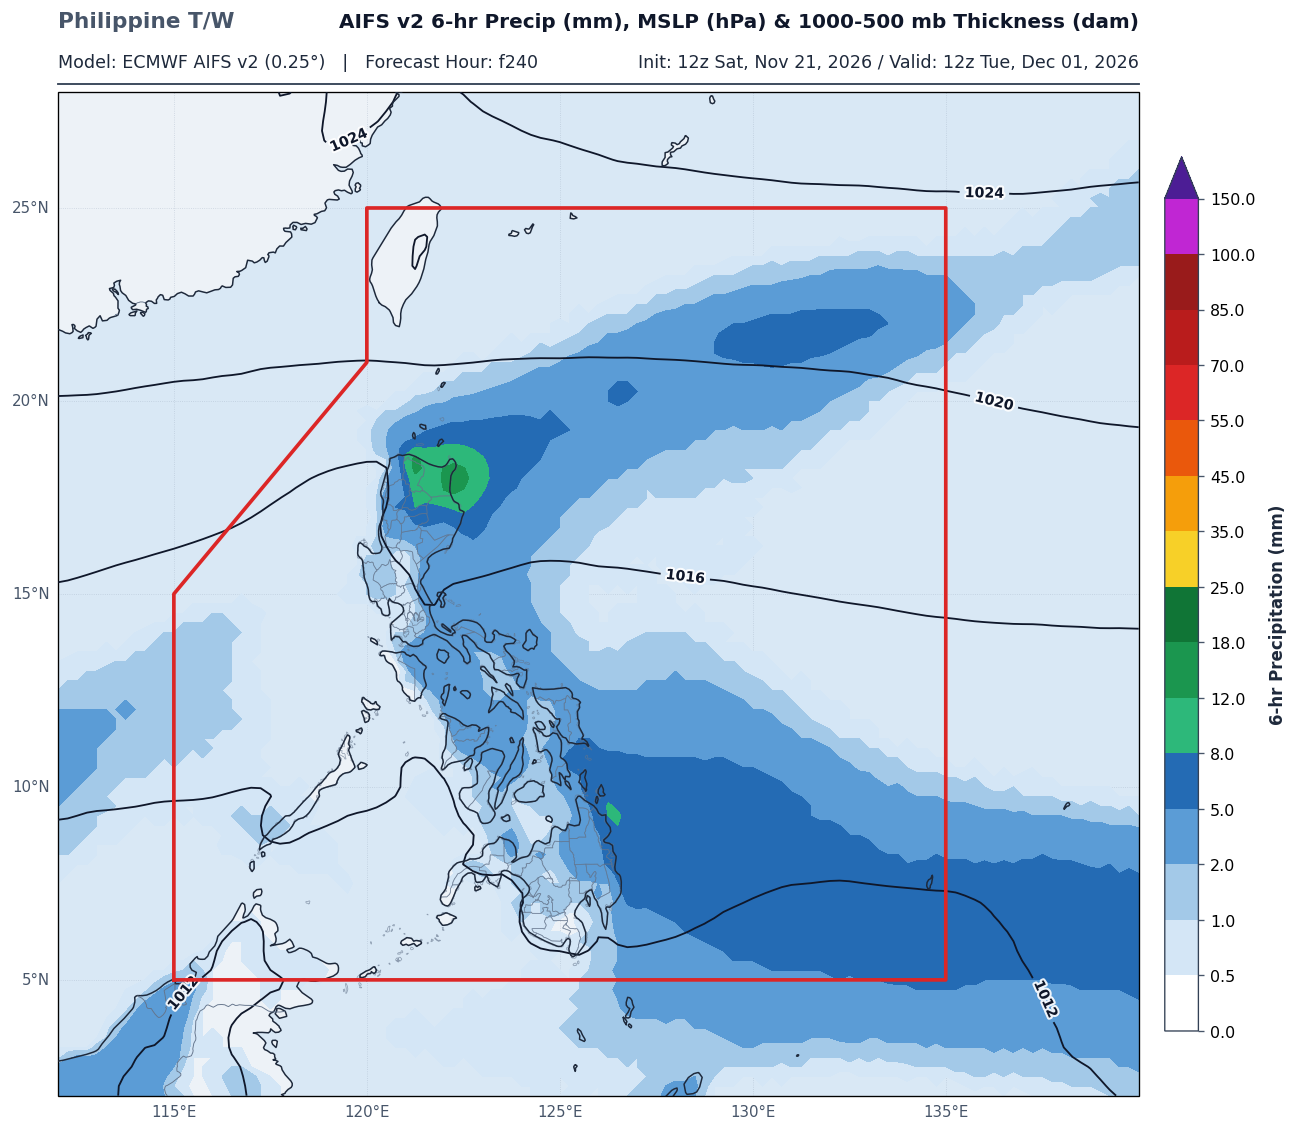 Philippine T/W
AIFS v2 6-hr Precip (mm), MSLP (hPa) & 1000-500 mb Thickness (dam)
Model: ECMWF AIFS v2 (0.25°)   |   Forecast Hour: f240
Init: 12z Sat, Nov 21, 2026 / Valid: 12z Tue, Dec 01, 2026
1024
1024
25°N
1020
20°N
1016
15°N
10°N
5°N
1012
1012
115°E
120°E
125°E
130°E
135°E
150.0
100.0
85.0
70.0
55.0
45.0
35.0
25.0
18.0
12.0
8.0
5.0
2.0
1.0
0.5
0.0
6-hr Precipitation (mm)